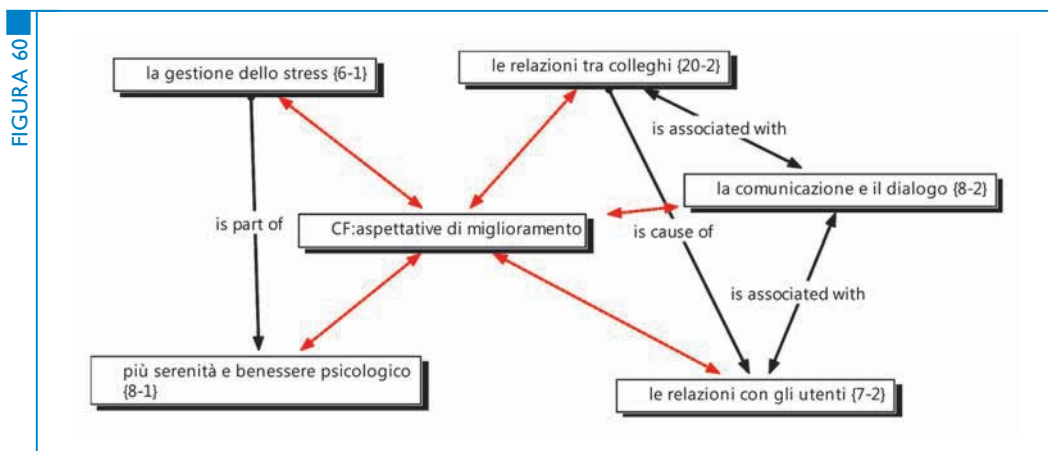 FIGURA 60
la gestione dello stress {6-1}
le relazioni tra colleghi {20-2}
is associated with
la comunicazione e il dialogo {8-2}
is part of
CF:aspettative di miglioramento
is cause of
is associated with
più serenità e benessere psicologico
{8-1}
le relazioni con gli utenti {7-2}